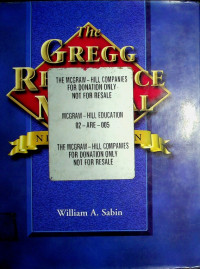 The
GREGG
THE MCGRAW-HILL COMPANIES
FOR DONATION ONLY
NOT FOR RESALE
MCGRAW-HILL EDUCATION
02-ARE-005
THE MCGRAW-HILL COMPANIES
FOR DONATION ONLY
NOT FOR RESALE
William A. Sabin